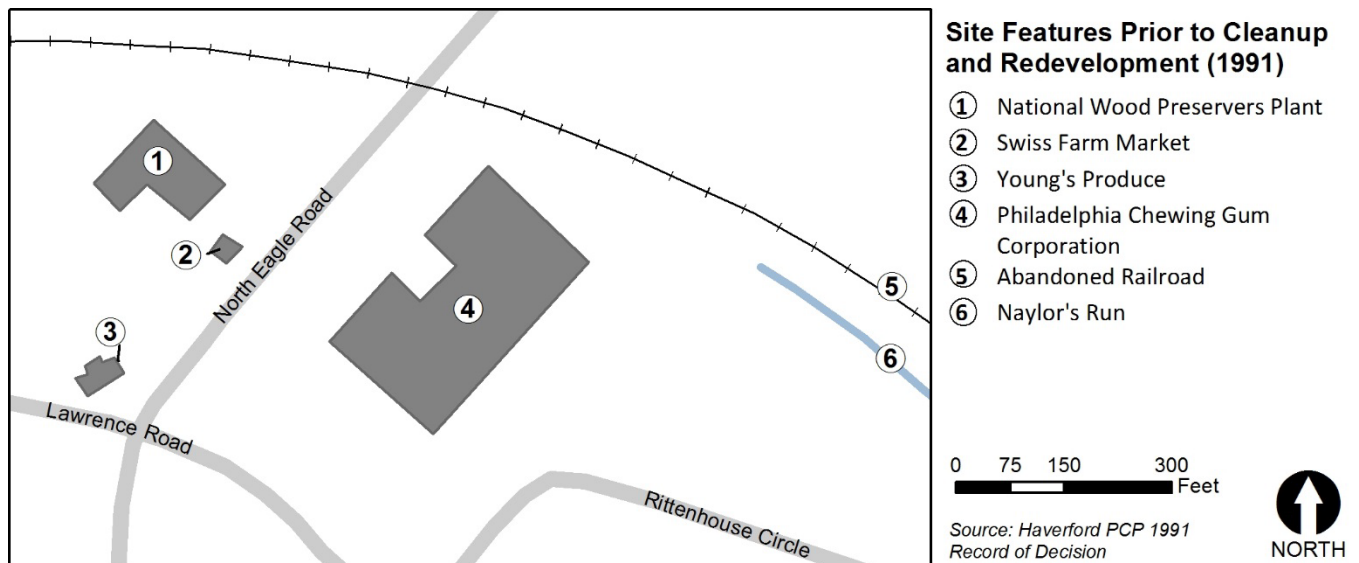 1
2
3
4
5
6
North Eagle Road
Lawrence Road
Rittenhouse Circle
Site Features Prior to Cleanup
and Redevelopment (1991)
1 National Wood Preservers Plant
2 Swiss Farm Market
3 Young's Produce
4 Philadelphia Chewing Gum
Corporation
5 Abandoned Railroad
6 Naylor's Run
0 75 150 300
Feet
Source: Haverford PCP 1991
Record of Decision
NORTH